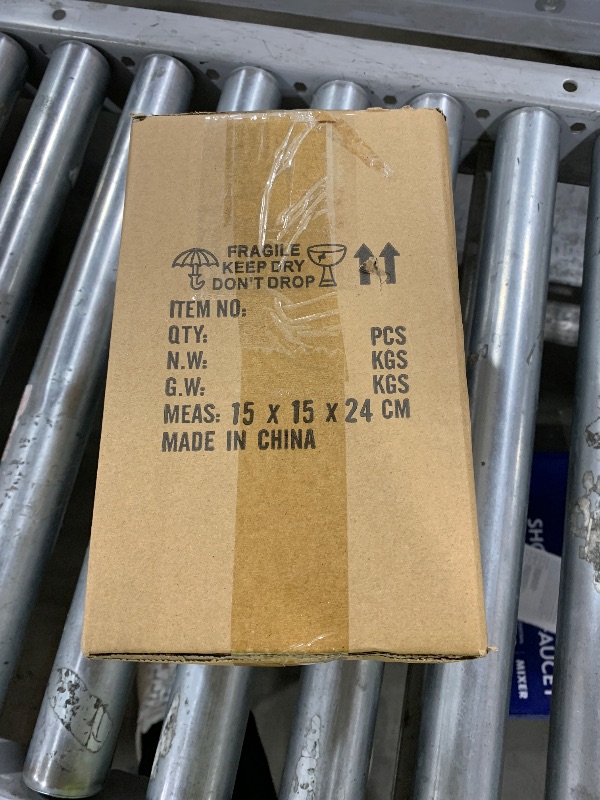 FRAGILE
KEEP DRY
DON'T DROP
ITEM NO:
QTY: PCS
N.W: KGS
G.W: KGS
MEAS: 15 X 15 X 24 CM
MADE IN CHINA
MIXER